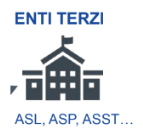 ENTI TERZI
ASL, ASP, ASST...